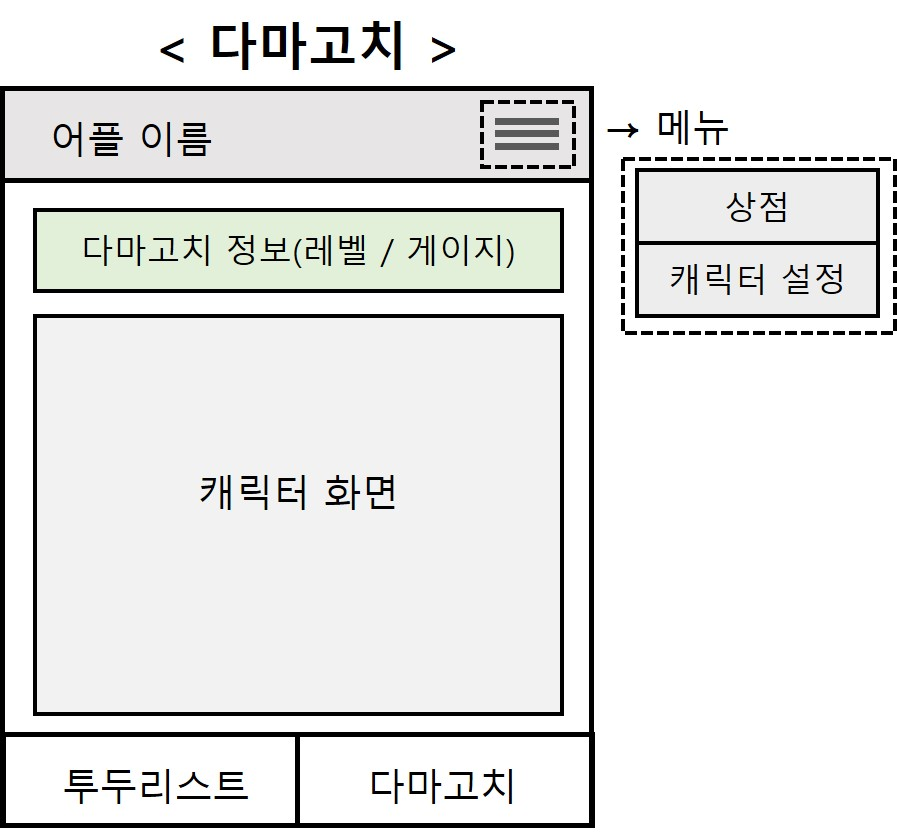 < 다마고치 >
어플 이름
→ 메뉴
상점
캐릭터 설정
다마고치 정보(레벨 / 게이지)
캐릭터 화면
투두리스트
다마고치